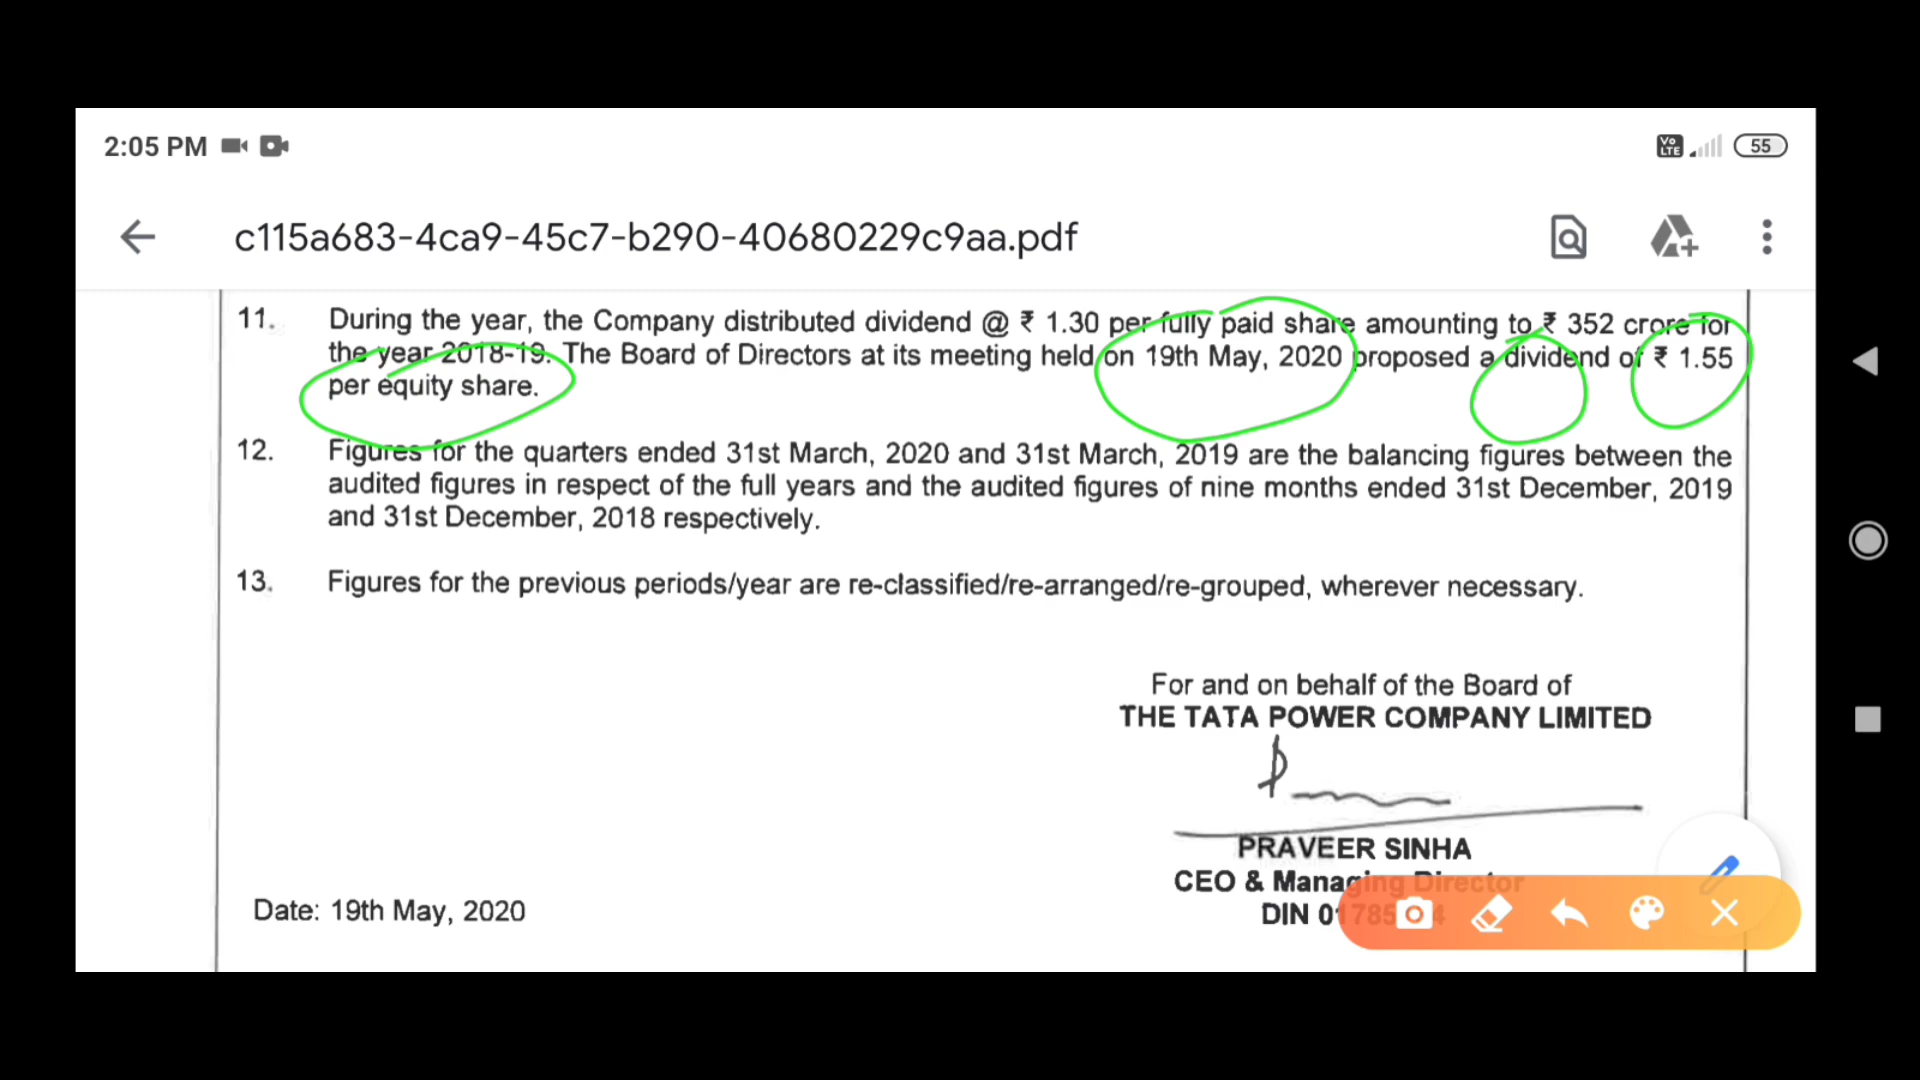 2:05 PM
Vo LTE
55
c115a683-4ca9-45c7-b290-40680229c9aa.pdf
11. During the year, the Company distributed dividend @ ₹ 1.30 per fully paid share amounting to ₹ 352 crore for
the year 2018-19. The Board of Directors at its meeting held on 19th May, 2020 proposed a dividend of ₹ 1.55
per equity share.
12. Figures for the quarters ended 31st March, 2020 and 31st March, 2019 are the balancing figures between the
audited figures in respect of the full years and the audited figures of nine months ended 31st December, 2019
and 31st December, 2018 respectively.
13. Figures for the previous periods/year are re-classified/re-arranged/re-grouped, wherever necessary.
For and on behalf of the Board of
THE TATA POWER COMPANY LIMITED
PRAVEER SINHA
CEO & Managing Director
DIN
Date: 19th May, 2020